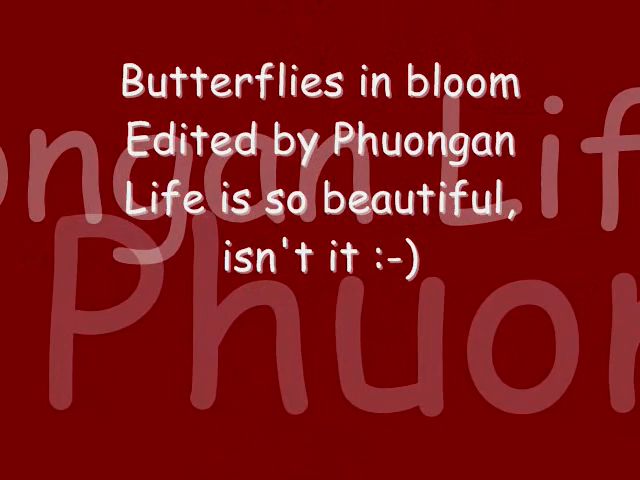 Butterflies in bloom
Edited by Phuongan
Life is so beautiful,
isn't it :-)
ongan Lif
Phuon